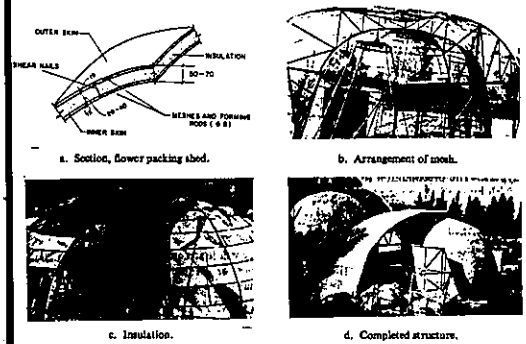 OUTER SKIN
SHEAR NAILS
INSULATION
50-70
MESHES AND FORMING
RODS (φ 8)
INNER SKIN
a. Section, flower packing shed.
b. Arrangement of mesh.
c. Insulation.
d. Completed structure.